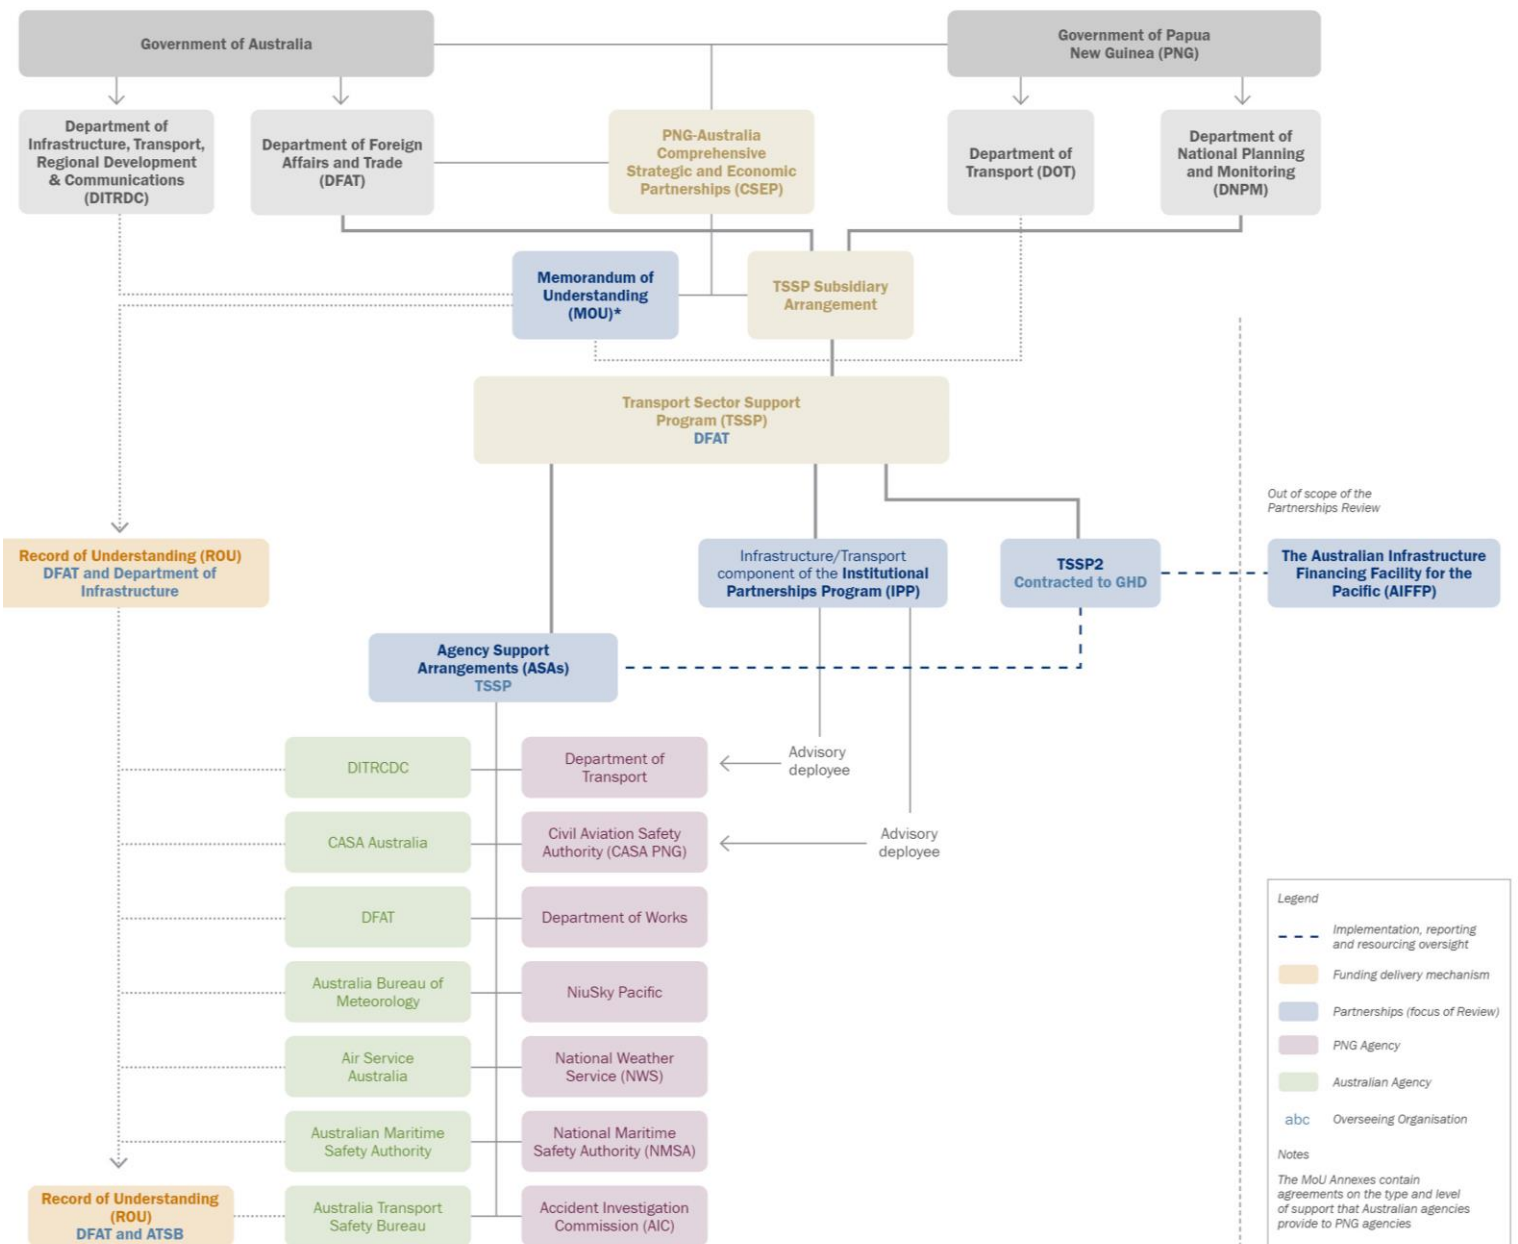 Government of Australia
Government of Papua
New Guinea (PNG)
Department of
Infrastructure, Transport,
Regional Development
& Communications
(DITRDC)
Department of Foreign
Affairs and Trade
(DFAT)
PNG-Australia
Comprehensive
Strategic and Economic
Partnerships (CSEP)
Department of
Transport (DOT)
Department of
National Planning
and Monitoring
(DNPM)
Memorandum of
Understanding
(MOU)*
TSSP Subsidiary
Arrangement
Transport Sector Support
Program (TSSP)
DFAT
Out of scope of the
Partnerships Review
Record of Understanding (ROU)
DFAT and Department of
Infrastructure
Infrastructure/Transport
component of the Institutional
Partnerships Program (IPP)
TSSP2
Contracted to GHD
The Australian Infrastructure
Financing Facility for the
Pacific (AIFFP)
Agency Support
Arrangements (ASAs)
TSSP
DITRCDC
Department of
Transport
Advisory
deployee
CASA Australia
Civil Aviation Safety
Authority (CASA PNG)
Advisory
deployee
DFAT
Department of Works
Australia Bureau of
Meteorology
NiuSky Pacific
Air Service
Australia
National Weather
Service (NWS)
Australian Maritime
Safety Authority
National Maritime
Safety Authority (NMSA)
Record of Understanding
(ROU)
DFAT and ATSB
Australia Transport
Safety Bureau
Accident Investigation
Commission (AIC)
Legend
Implementation, reporting
and resourcing oversight
Funding delivery mechanism
Partnerships (focus of Review)
PNG Agency
Australian Agency
abc
Overseeing Organisation
Notes
The MoU Annexes contain
agreements on the type and level
of support that Australian agencies
provide to PNG agencies